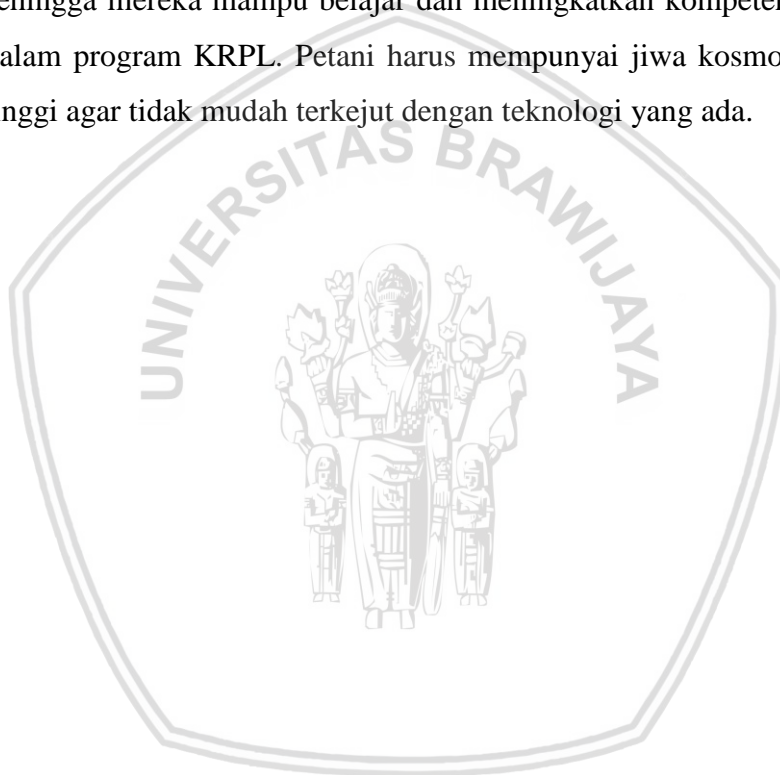 ehingga mereka mampu belajar dan meningkatkan kompeten
alam program KRPL. Petani harus mempunyai jiwa kosmo
inggi agar tidak mudah terkejut dengan teknologi yang ada.
UNIVERSITAS BRAWIJAYA